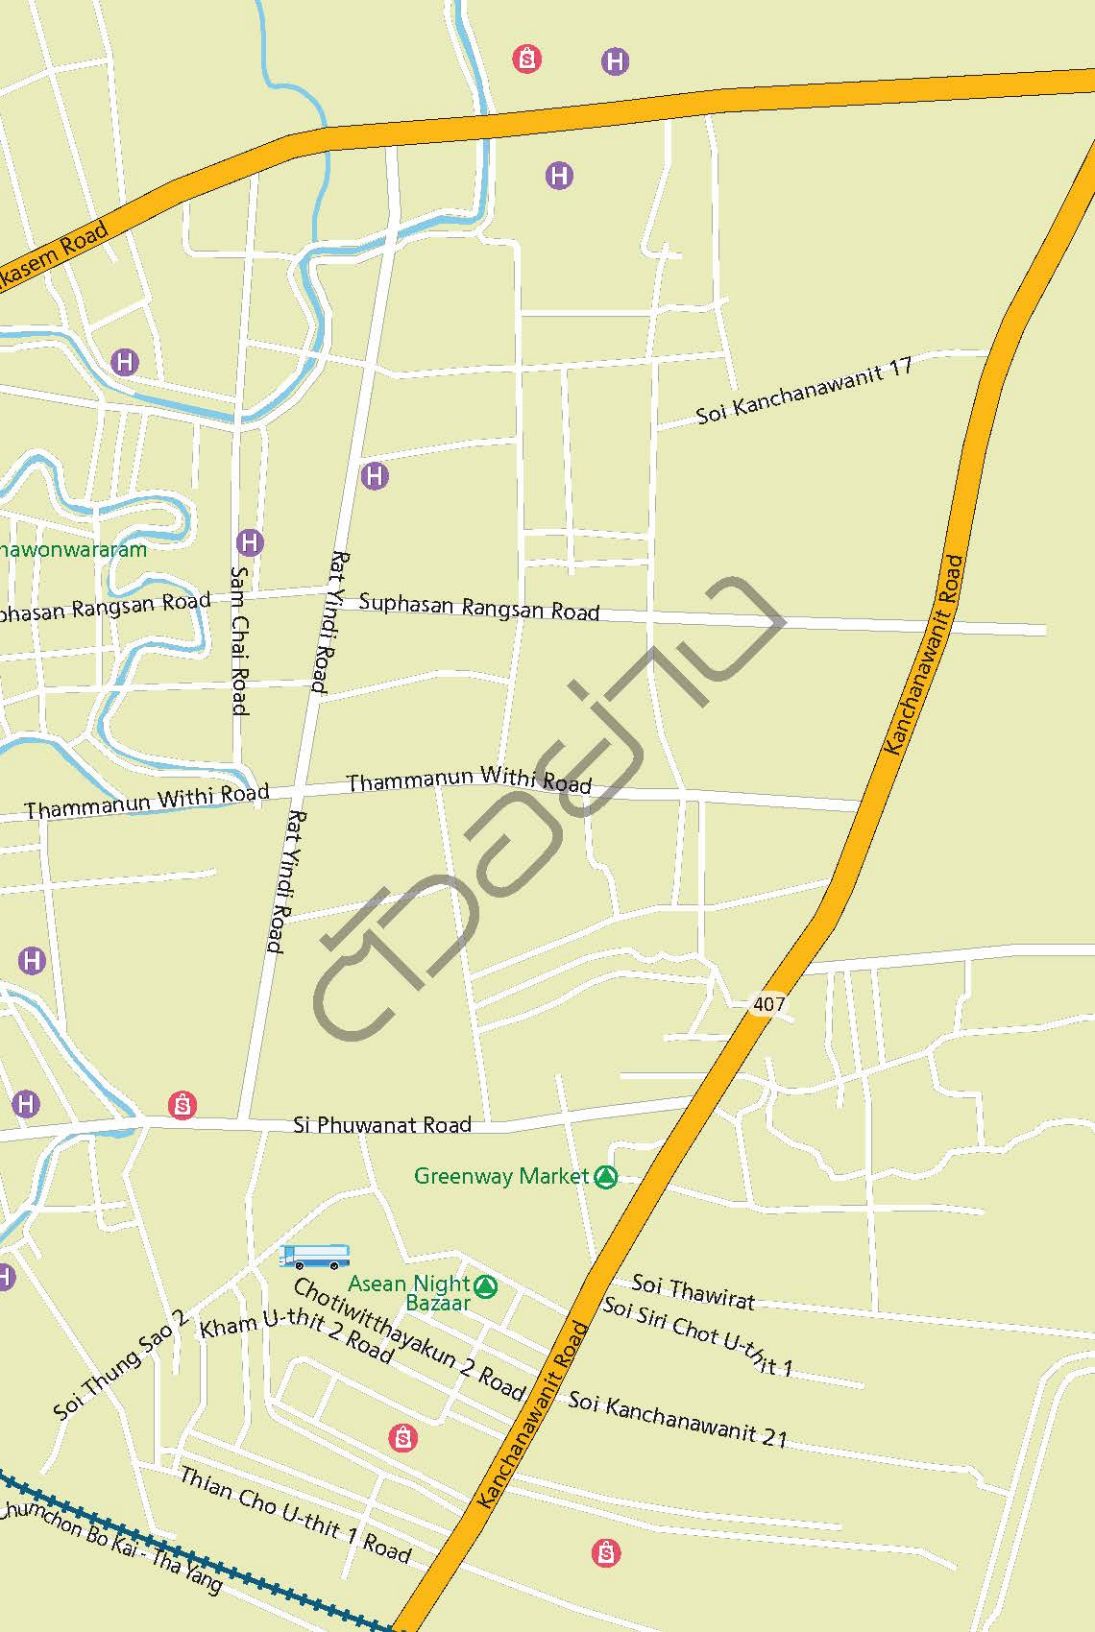 H
H
kasem Road
H
H
Soi Kanchanawanit 17
H
H
nawonwararam
Rat Yindi Road
Sam Chai Road
phasan Rangsan Road
Suphasan Rangsan Road
Kanchanawanit Road
ตัวอย่าง
Thammanun Withi Road
Thammanun Withi Road
Rat Yindi Road
H
407
H
S
Si Phuwanat Road
Greenway Market
H
Asean Night
Bazaar
Soi Thawirat
Soi Siri Chot U-thit 1
Chotiwitthayakun 2 Road
Kham U-thit 2 Road
Soi Thung Sao 2
Kanchanawanit Road
Soi Kanchanawanit 21
S
Thian Cho U-thit 1 Road
Chumchon Bo Kai - Tha Yang
S
S